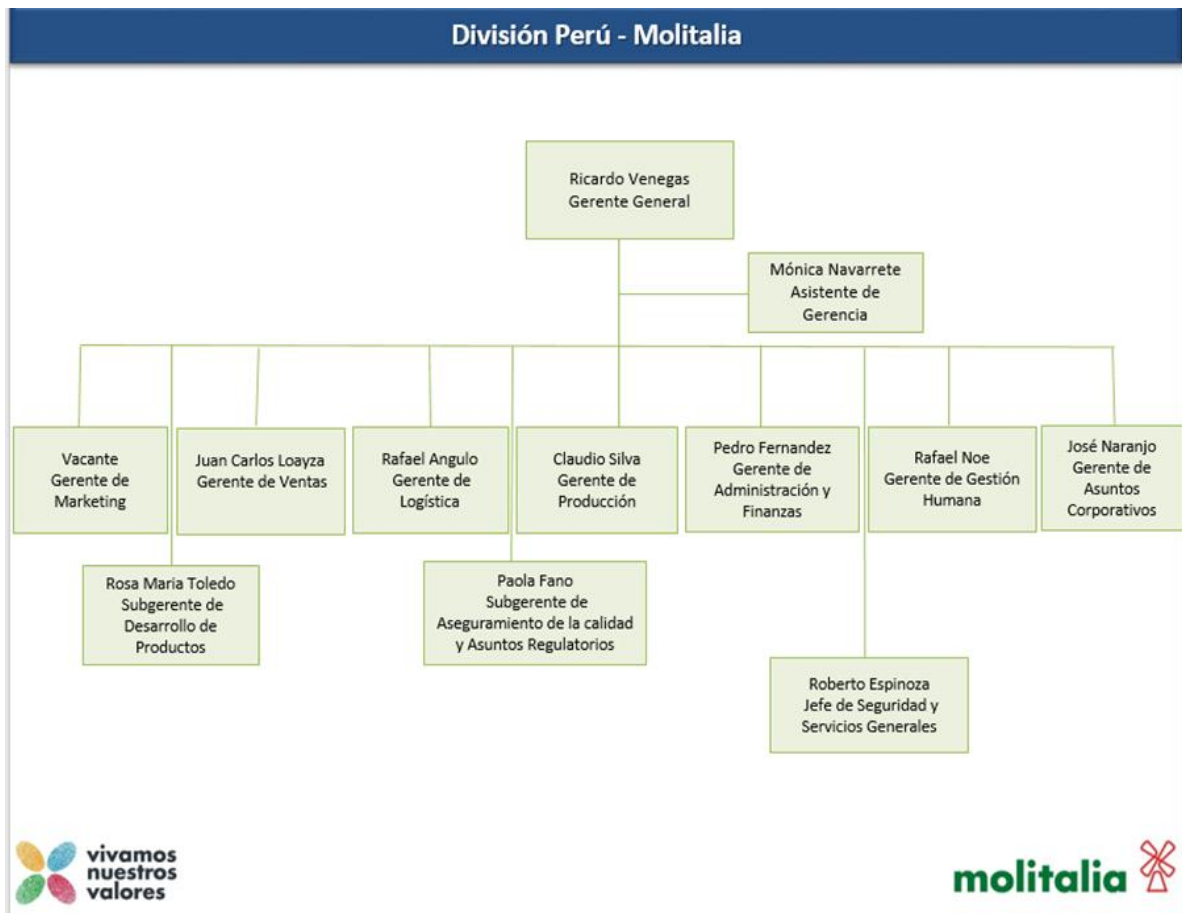 División Perú - Molitalia
Ricardo Venegas
Gerente General
Mónica Navarrete
Asistente de
Gerencia
Vacante
Gerente de
Marketing
Juan Carlos Loayza
Gerente de Ventas
Rafael Angulo
Gerente de
Logística
Claudio Silva
Gerente de
Producción
Pedro Fernandez
Gerente de
Administración y
Finanzas
Rafael Noe
Gerente de Gestión
Humana
José Naranjo
Gerente de
Asuntos
Corporativos
Rosa Maria Toledo
Subgerente de
Desarrollo de
Productos
Paola Fano
Subgerente de
Aseguramiento de la calidad
y Asuntos Regulatorios
Roberto Espinoza
Jefe de Seguridad y
Servicios Generales
vivamos
nuestros
valores
molitalia